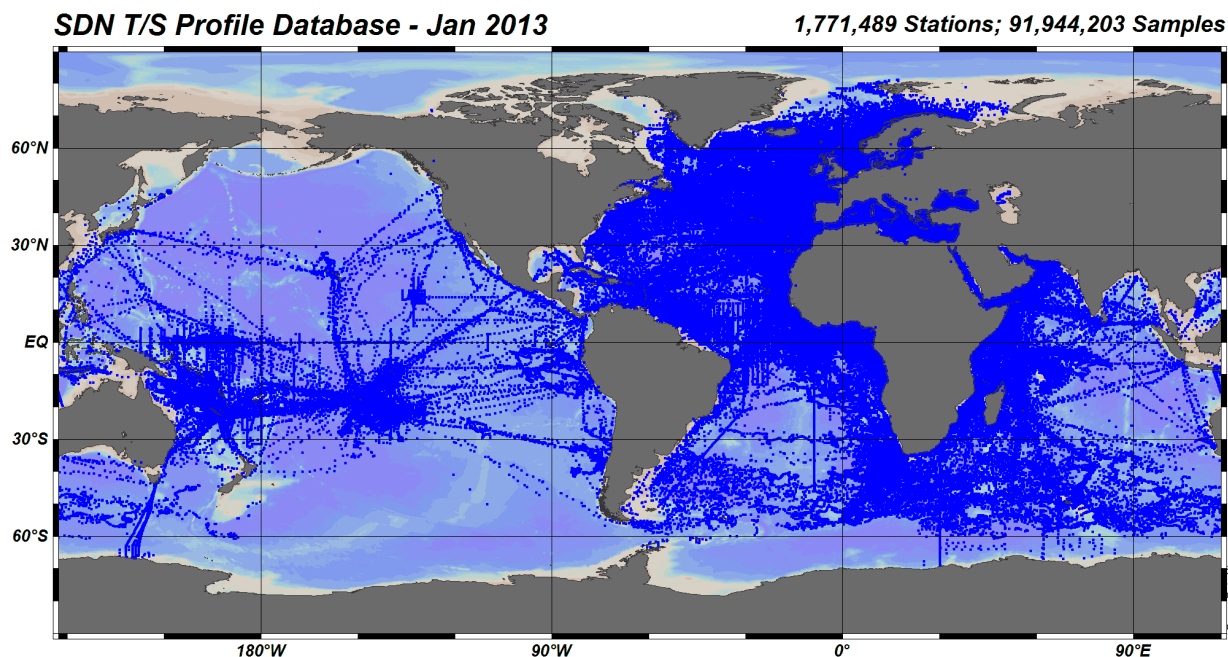 SDN T/S Profile Database - Jan 2013
1,771,489 Stations; 91,944,203 Samples
60°N
30°N
EQ
30°S
60°S
180°W
90°W
0°
90°E